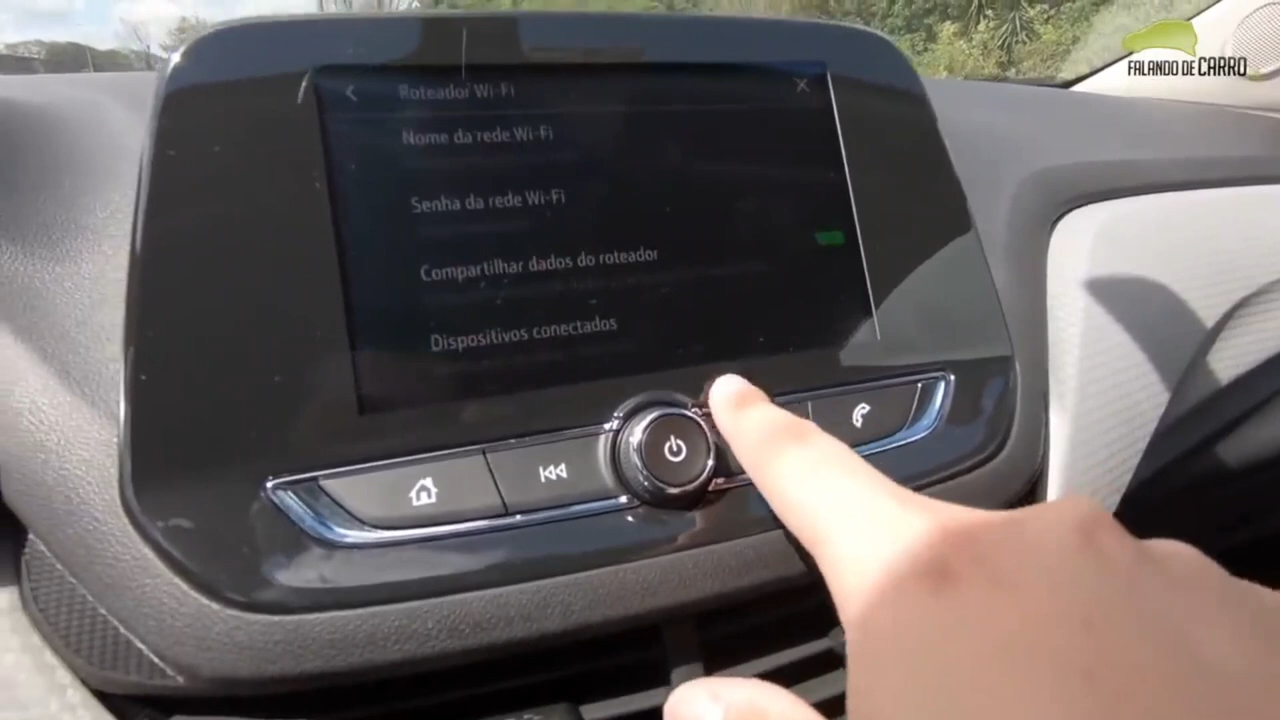 FALANDO DE CARRO
Roteador Wi-Fi
Nome da rede Wi-Fi
Senha da rede Wi-Fi
Compartilhar dados do roteador
Dispositivos conectados